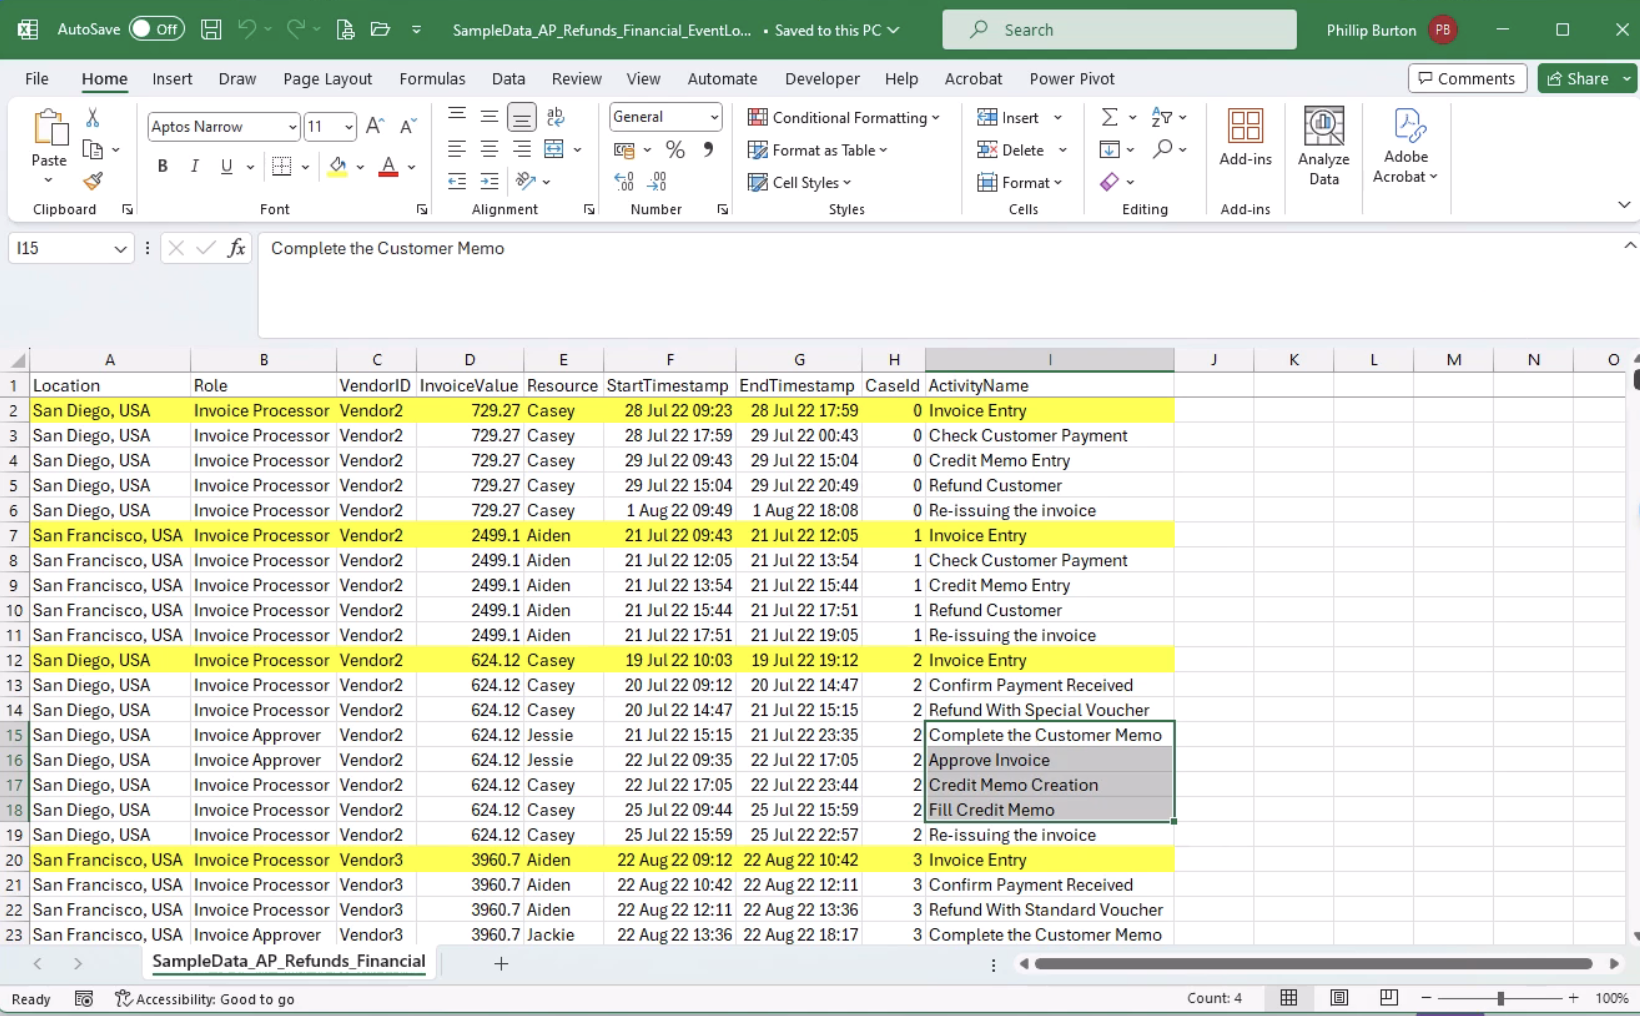 AutoSave Off SampleData_AP_Refunds_Financial_EventLo... • Saved to this PC Search Phillip Burton PB
File Home Insert Draw Page Layout Formulas Data Review View Automate Developer Help Acrobat Power Pivot Comments Share
Paste Aptos Narrow 11 General Conditional Formatting Insert
B I U A Format as Table Delete Add-ins Analyze Data Adobe Acrobat
Cell Styles Format
Clipboard Font Alignment Number Styles Cells Editing Add-ins
I15 fx Complete the Customer Memo
A B C D E F G H I J K L M N O
1 Location Role VendorID InvoiceValue Resource StartTimestamp EndTimestamp CaseId ActivityName
2 San Diego, USA Invoice Processor Vendor2 729.27 Casey 28 Jul 22 09:23 28 Jul 22 17:59 0 Invoice Entry
3 San Diego, USA Invoice Processor Vendor2 729.27 Casey 28 Jul 22 17:59 29 Jul 22 00:43 0 Check Customer Payment
4 San Diego, USA Invoice Processor Vendor2 729.27 Casey 29 Jul 22 09:43 29 Jul 22 15:04 0 Credit Memo Entry
5 San Diego, USA Invoice Processor Vendor2 729.27 Casey 29 Jul 22 15:04 29 Jul 22 20:49 0 Refund Customer
6 San Diego, USA Invoice Processor Vendor2 729.27 Casey 1 Aug 22 09:49 1 Aug 22 18:08 0 Re-issuing the invoice
7 San Francisco, USA Invoice Processor Vendor2 2499.1 Aiden 21 Jul 22 09:43 21 Jul 22 12:05 1 Invoice Entry
8 San Francisco, USA Invoice Processor Vendor2 2499.1 Aiden 21 Jul 22 12:05 21 Jul 22 13:54 1 Check Customer Payment
9 San Francisco, USA Invoice Processor Vendor2 2499.1 Aiden 21 Jul 22 13:54 21 Jul 22 15:44 1 Credit Memo Entry
10 San Francisco, USA Invoice Processor Vendor2 2499.1 Aiden 21 Jul 22 15:44 21 Jul 22 17:51 1 Refund Customer
11 San Francisco, USA Invoice Processor Vendor2 2499.1 Aiden 21 Jul 22 17:51 21 Jul 22 19:05 1 Re-issuing the invoice
12 San Diego, USA Invoice Processor Vendor2 624.12 Casey 19 Jul 22 10:03 19 Jul 22 19:12 2 Invoice Entry
13 San Diego, USA Invoice Processor Vendor2 624.12 Casey 20 Jul 22 09:12 20 Jul 22 14:47 2 Confirm Payment Received
14 San Diego, USA Invoice Processor Vendor2 624.12 Casey 20 Jul 22 14:47 21 Jul 22 15:15 2 Refund With Special Voucher
15 San Diego, USA Invoice Approver Vendor2 624.12 Jessie 21 Jul 22 15:15 21 Jul 22 23:35 2 Complete the Customer Memo
16 San Diego, USA Invoice Approver Vendor2 624.12 Jessie 22 Jul 22 09:35 22 Jul 22 17:05 2 Approve Invoice
17 San Diego, USA Invoice Processor Vendor2 624.12 Casey 22 Jul 22 17:05 22 Jul 22 23:44 2 Credit Memo Creation
18 San Diego, USA Invoice Processor Vendor2 624.12 Casey 25 Jul 22 09:44 25 Jul 22 15:59 2 Fill Credit Memo
19 San Diego, USA Invoice Processor Vendor2 624.12 Casey 25 Jul 22 15:59 25 Jul 22 22:57 2 Re-issuing the invoice
20 San Francisco, USA Invoice Processor Vendor3 3960.7 Aiden 22 Aug 22 09:12 22 Aug 22 10:42 3 Invoice Entry
21 San Francisco, USA Invoice Processor Vendor3 3960.7 Aiden 22 Aug 22 10:42 22 Aug 22 12:11 3 Confirm Payment Received
22 San Francisco, USA Invoice Processor Vendor3 3960.7 Aiden 22 Aug 22 12:11 22 Aug 22 13:36 3 Refund With Standard Voucher
23 San Francisco, USA Invoice Approver Vendor3 3960.7 Jackie 22 Aug 22 13:36 22 Aug 22 18:17 3 Complete the Customer Memo
SampleData_AP_Refunds_Financial
Ready Accessibility: Good to go Count: 4 100%